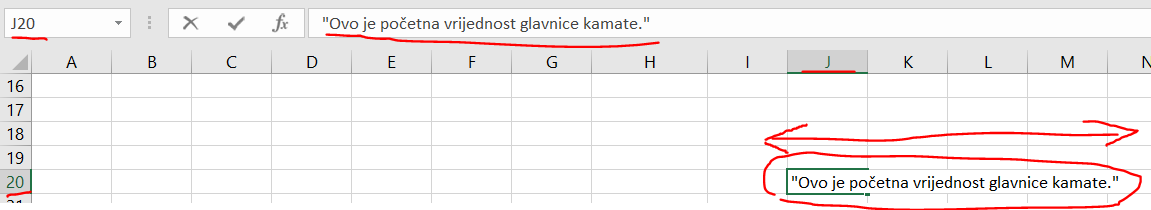 J20 fx "Ovo je početna vrijednost glavnice kamate."
A B C D E F G H I J K L M N
16
17
18
19
20 "Ovo je početna vrijednost glavnice kamate."
21